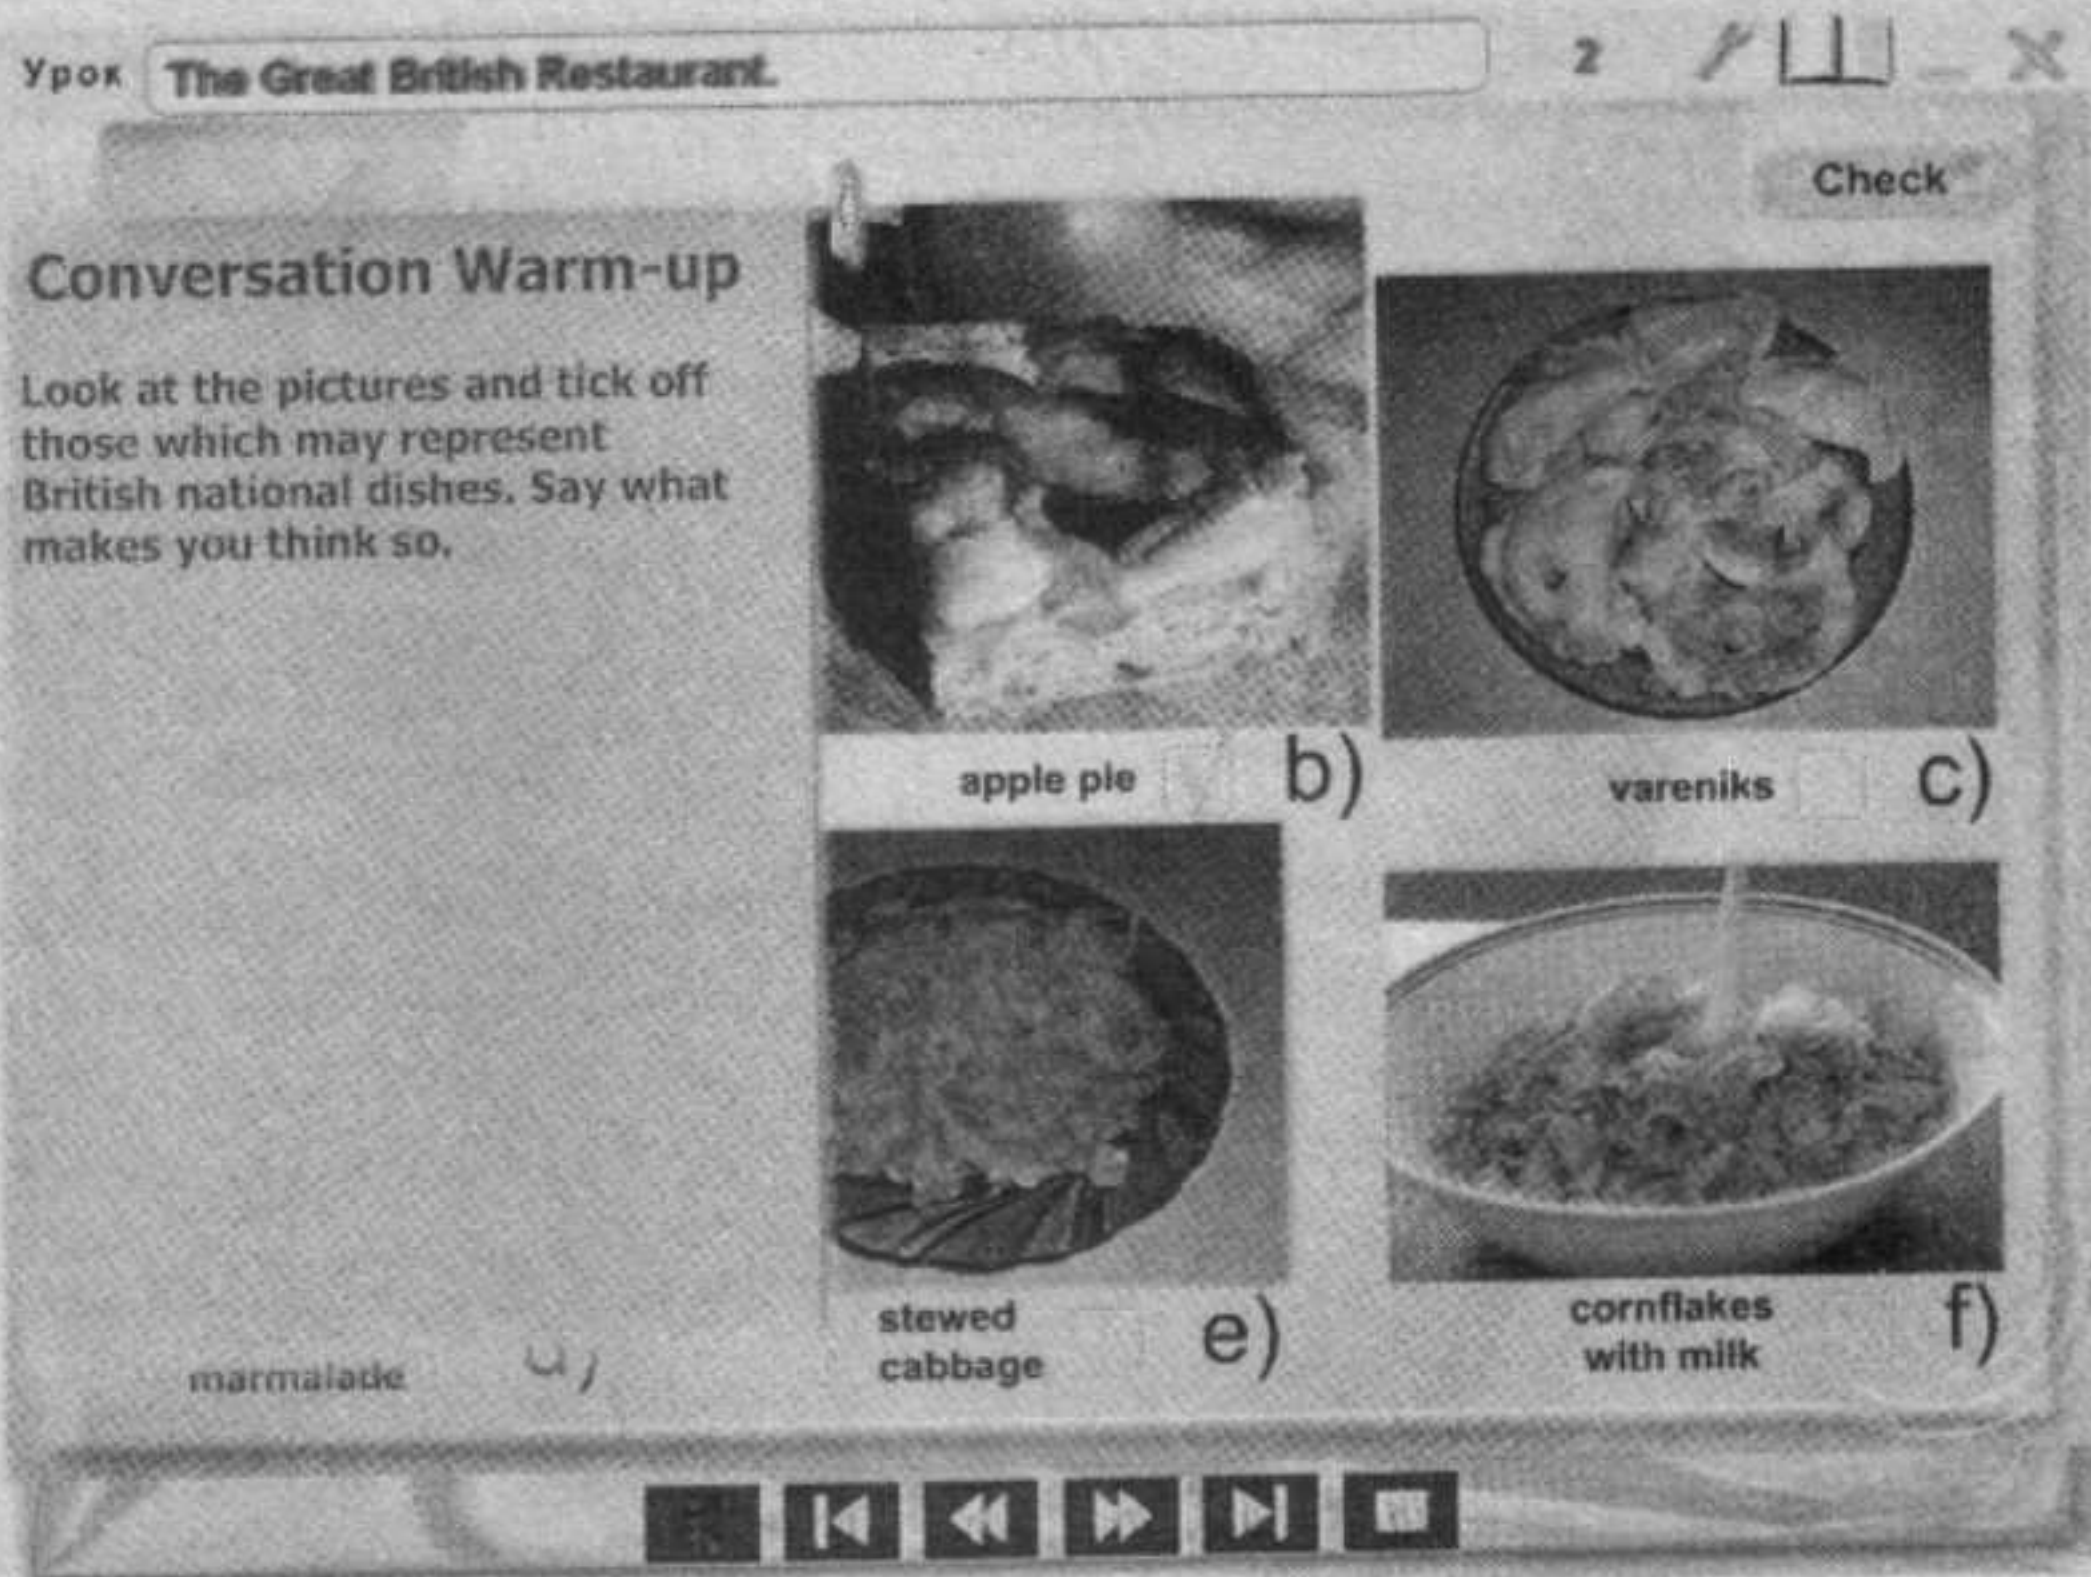 Урок The Great British Restaurant. 2
Check
Conversation Warm-up
Look at the pictures and tick off
those which may represent
British national dishes. Say what
makes you think so.
apple pie b)
vareniks c)
marmalade
stewed
cabbage e)
cornflakes
with milk f)